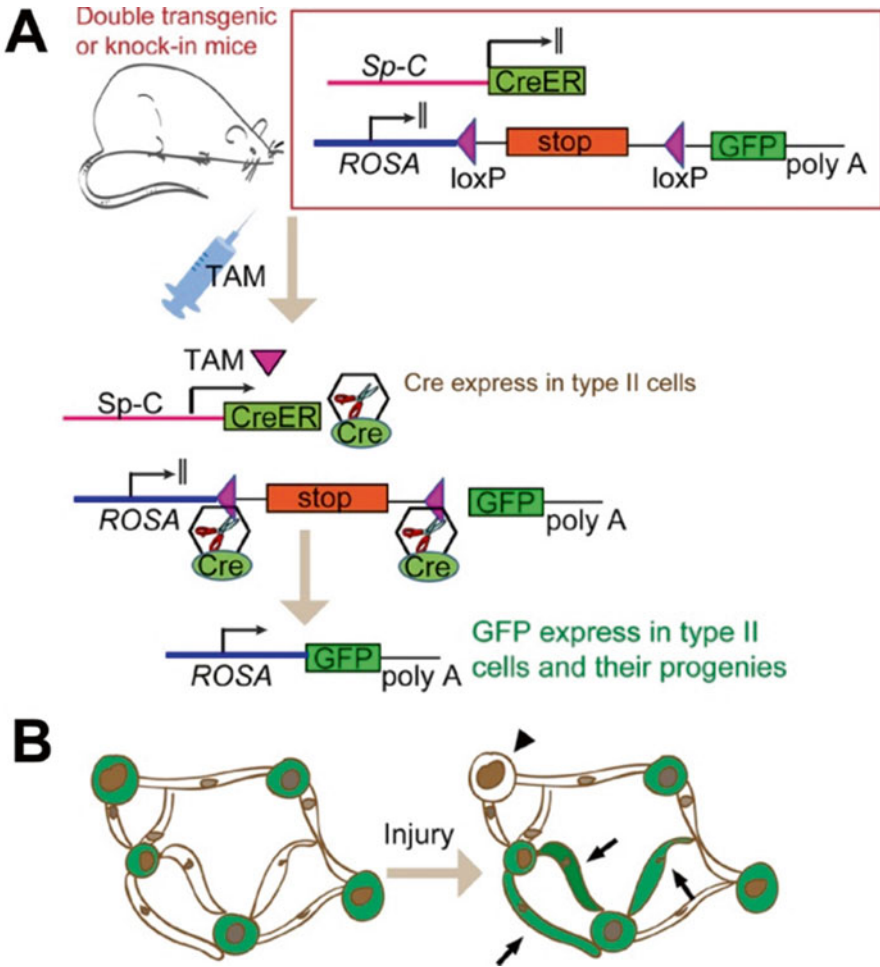 A
Double transgenic
or knock-in mice
Sp-C
CreER
ROSA
loxP
stop
loxP
GFP
poly A
TAM
TAM
Cre express in type II cells
Sp-C
CreER
Cre
ROSA
stop
GFP
poly A
Cre
Cre
ROSA
GFP
poly A
GFP express in type II
cells and their progenies
B
Injury